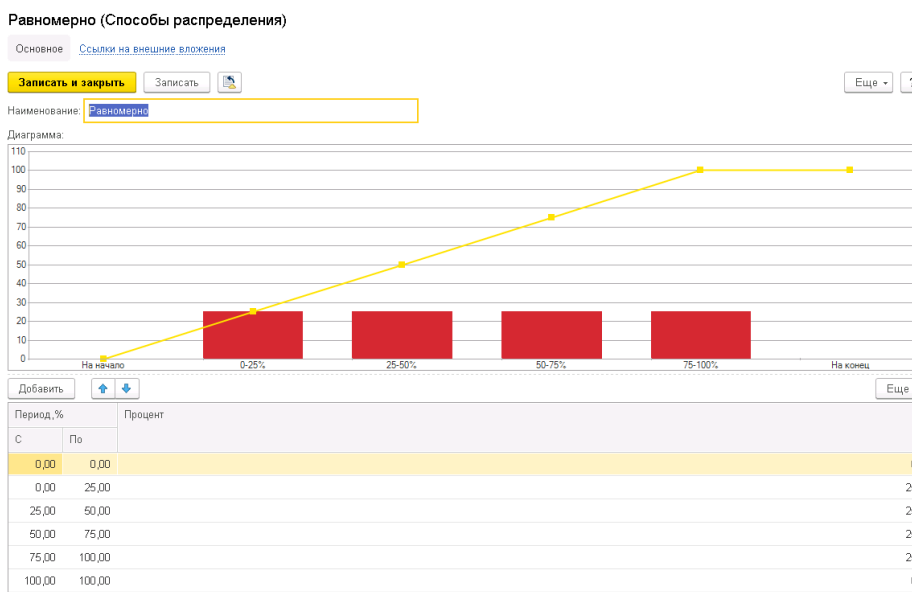 Равномерно (Способы распределения)
Основное Ссылки на внешние вложения
Записать и закрыть Записать Еще
Наименование: Равномерно
Диаграмма:
110
100
90
80
70
60
50
40
30
20
10
0
На начало 0-25% 25-50% 50-75% 75-100% На конец
Добавить Еще
Период,% Процент
С По
0,00 0,00
0,00 25,00
25,00 50,00
50,00 75,00
75,00 100,00
100,00 100,00